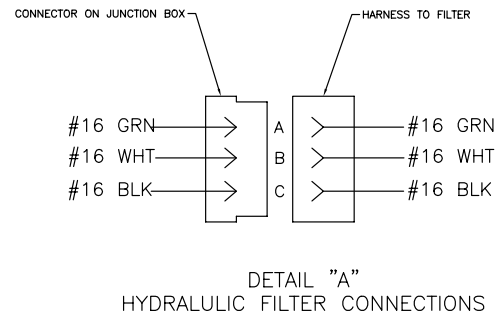 CONNECTOR ON JUNCTION BOX
HARNESS TO FILTER
#16 GRN A #16 GRN
#16 WHT B #16 WHT
#16 BLK C #16 BLK
DETAIL "A"
HYDRALULIC FILTER CONNECTIONS